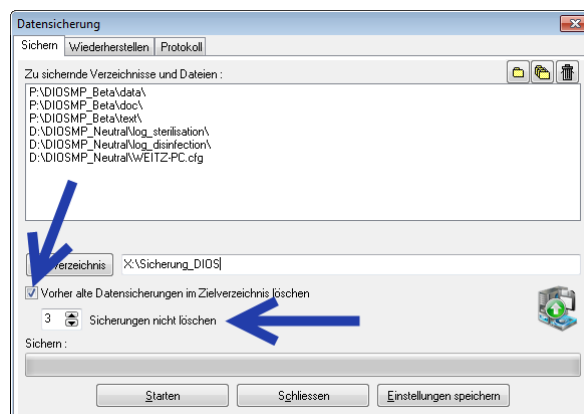 Datensicherung
Sichern Wiederherstellen Protokoll
Zu sichernde Verzeichnisse und Dateien :
P:\DIOSMP_Beta\data\
P:\DIOSMP_Beta\doc\
P:\DIOSMP_Beta\text\
D:\DIOSMP_Neutral\log_sterilisation\
D:\DIOSMP_Neutral\log_disinfection\
D:\DIOSMP_Neutral\WEITZ-PC.cfg
X:\Sicherung_DIOS
Vorher alte Datensicherungen im Zielverzeichnis löschen
3 Sicherungen nicht löschen
Sichern :
Starten Schliessen Einstellungen speichern